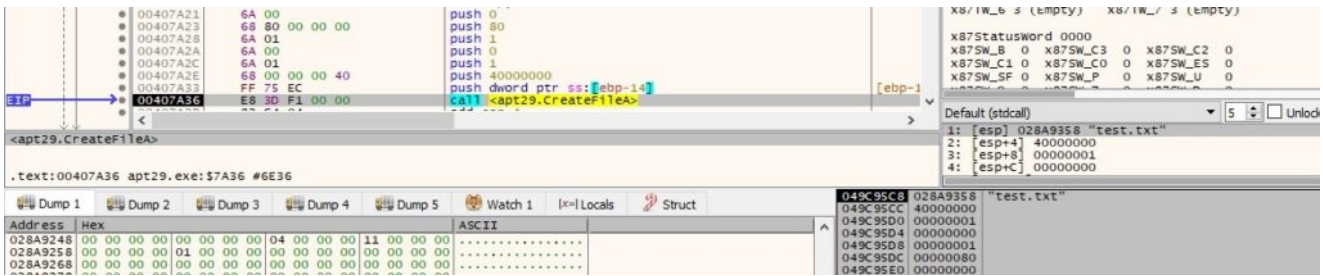 00407A21 6A 00 push 0
00407A23 68 80 00 00 00 push 80
00407A28 6A 01 push 1
00407A2A 6A 00 push 0
00407A2C 6A 01 push 1
00407A2E 68 00 00 00 40 push 40000000
00407A33 FF 75 EC push dword ptr ss:[ebp-14] [ebp-1
EIP 00407A36 E8 3D F1 00 00 call <apt29.CreateFileA>
<apt29.CreateFileA>
.text:00407A36 apt29.exe:$7A36 #6E36
x87TW_6 3 (Empty) x87TW_7 3 (Empty)
x87StatusWord 0000
x87SW_B 0 x87SW_C3 0 x87SW_C2 0
x87SW_C1 0 x87SW_C0 0 x87SW_ES 0
x87SW_SF 0 x87SW_P 0 x87SW_U 0
Default (stdcall) 5 Unlock
1: [esp] 028A9358 "test.txt"
2: [esp+4] 40000000
3: [esp+8] 00000001
4: [esp+C] 00000000
Dump 1 Dump 2 Dump 3 Dump 4 Dump 5 Watch 1 [x=] Locals Struct
Address Hex ASCII
028A9248 00 00 00 00 00 00 00 00 04 00 00 00 11 00 00 00 ................
028A9258 00 00 00 00 01 00 00 00 00 00 00 00 00 00 00 00 ................
028A9268 00 00 00 00 00 00 00 00 00 00 00 00 00 00 00 00 ................
049C95C8 028A9358 "test.txt"
049C95CC 40000000
049C95D0 00000001
049C95D4 00000000
049C95D8 00000001
049C95DC 00000080
049C95E0 00000000